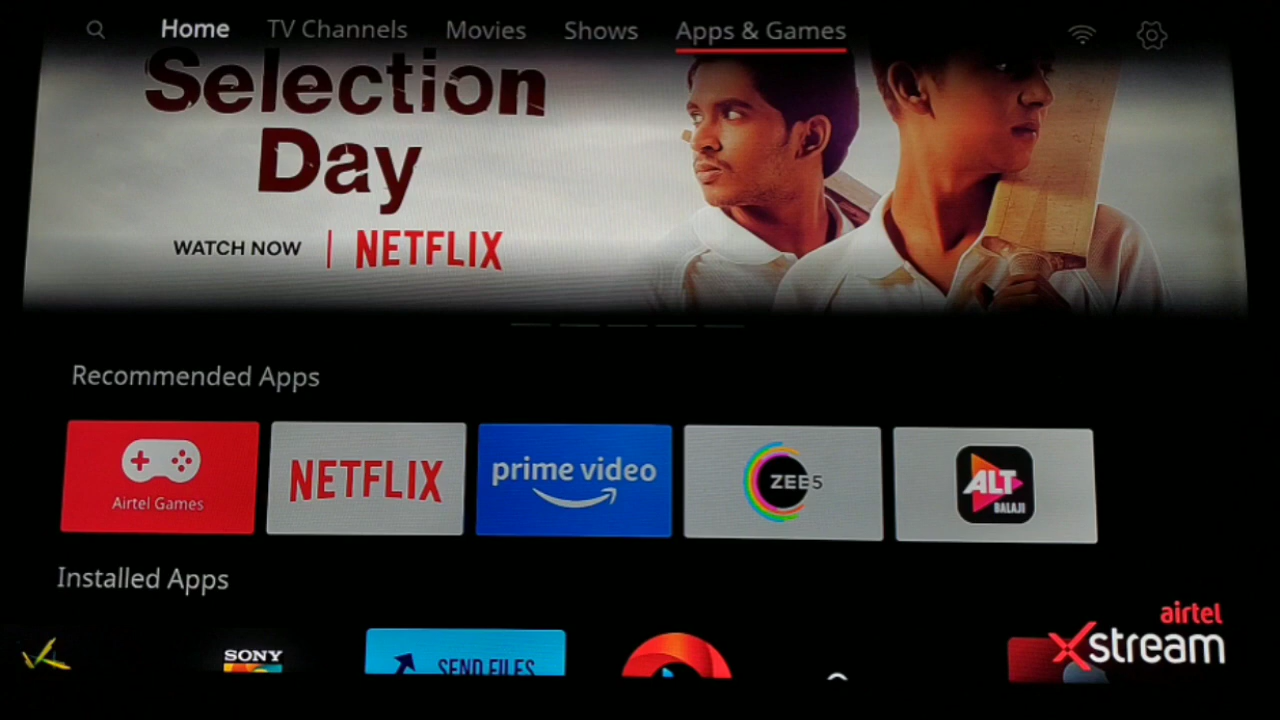 Home TV Channels Movies Shows Apps & Games
Selection
Day
WATCH NOW | NETFLIX
Recommended Apps
Airtel Games
NETFLIX
prime video
ZEE5
ALT
BALAJI
Installed Apps
SONY
SEND FILES
airtel
Xstream